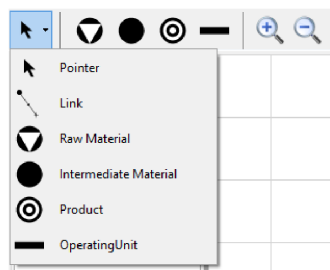 Pointer
Link
Raw Material
Intermediate Material
Product
OperatingUnit